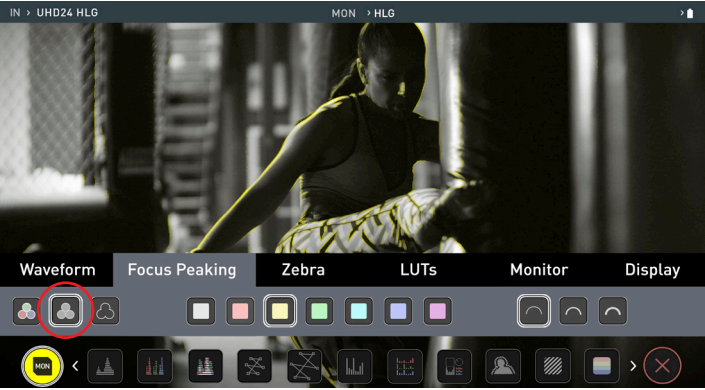 IN > UHD24 HLG
MON > HLG
>
Waveform Focus Peaking Zebra LUTs Monitor Display
MON < >